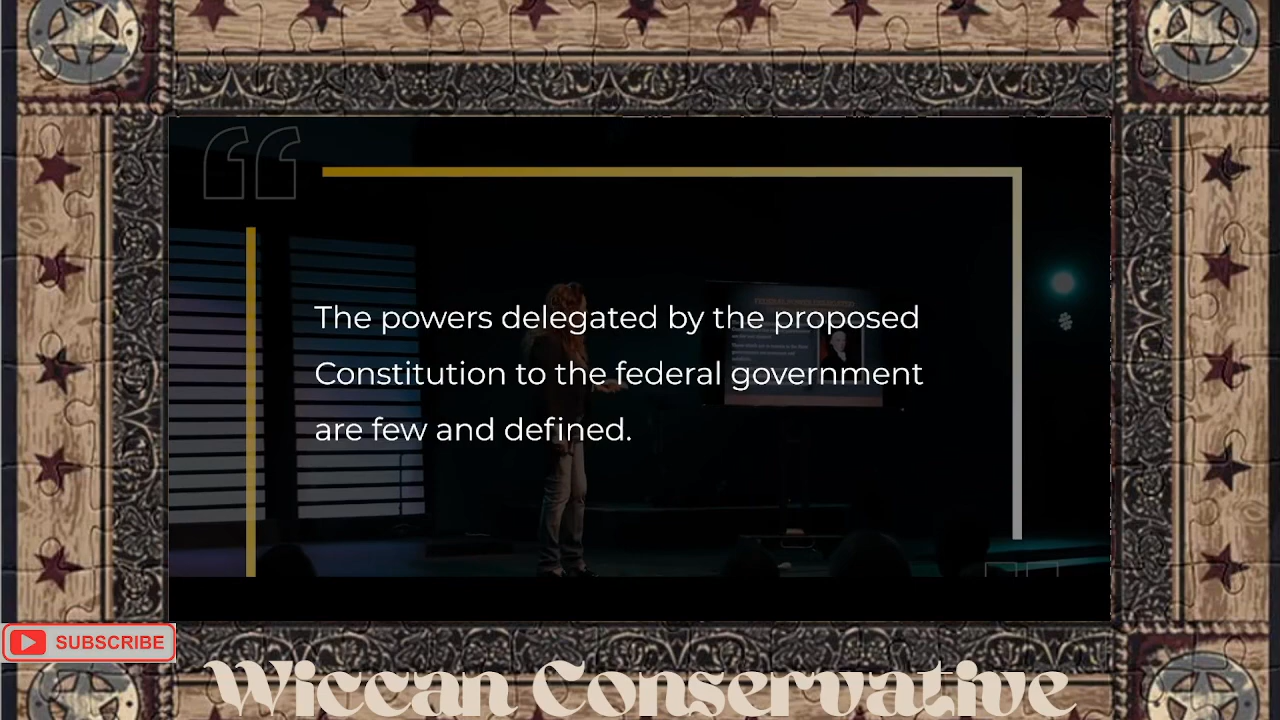 The powers delegated by the proposed
Constitution to the federal government
are few and defined.
SUBSCRIBE
Wiccan Conservative